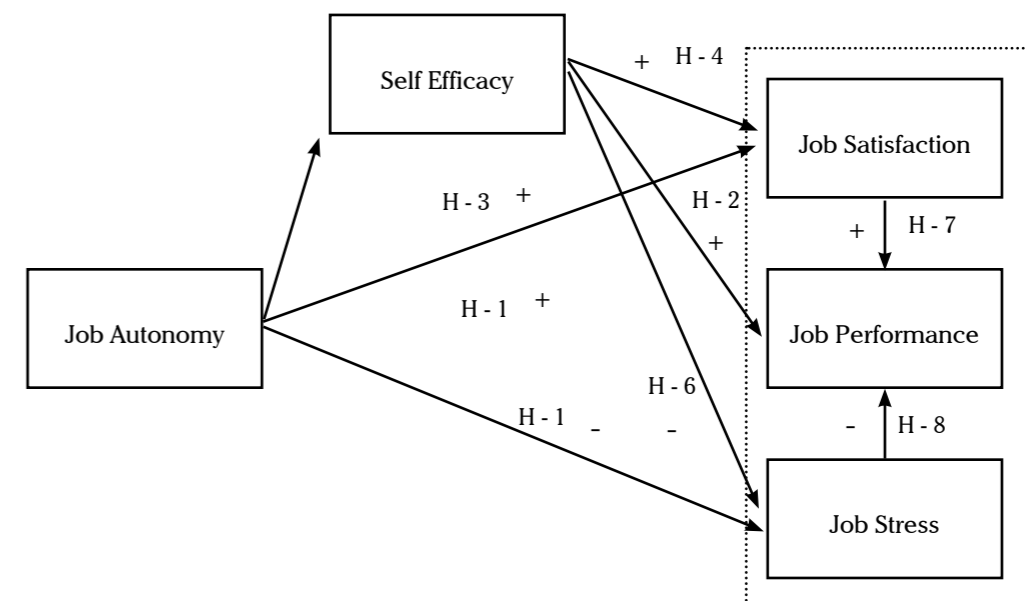 Self Efficacy
+ H - 4
Job Satisfaction
H - 3 +
H - 2
+
+ H - 7
H - 1 +
Job Autonomy
Job Performance
H - 6
H - 1 - -
- H - 8
Job Stress